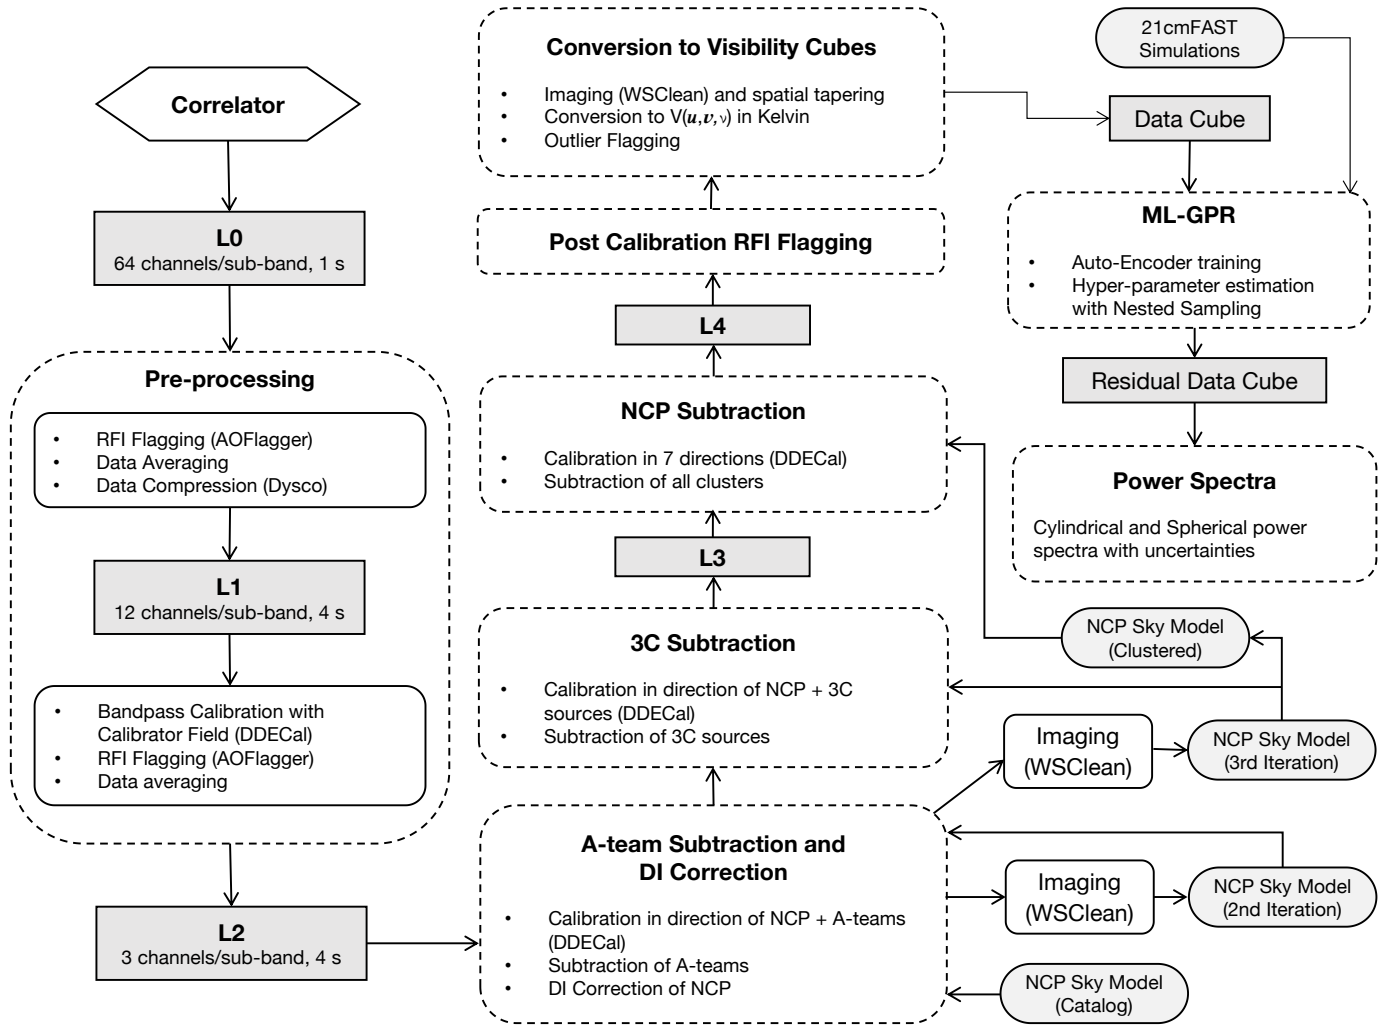 Correlator
L0
64 channels/sub-band, 1 s
Pre-processing
• RFI Flagging (AOFlagger)
• Data Averaging
• Data Compression (Dysco)
L1
12 channels/sub-band, 4 s
• Bandpass Calibration with
Calibrator Field (DDECal)
• RFI Flagging (AOFlagger)
• Data averaging
L2
3 channels/sub-band, 4 s
Conversion to Visibility Cubes
• Imaging (WSClean) and spatial tapering
• Conversion to V(u,v,ν) in Kelvin
• Outlier Flagging
Post Calibration RFI Flagging
L4
NCP Subtraction
• Calibration in 7 directions (DDECal)
• Subtraction of all clusters
L3
3C Subtraction
• Calibration in direction of NCP + 3C
sources (DDECal)
• Subtraction of 3C sources
A-team Subtraction and
DI Correction
• Calibration in direction of NCP + A-teams
(DDECal)
• Subtraction of A-teams
• DI Correction of NCP
21cmFAST
Simulations
Data Cube
ML-GPR
• Auto-Encoder training
• Hyper-parameter estimation
with Nested Sampling
Residual Data Cube
Power Spectra
Cylindrical and Spherical power
spectra with uncertainties
NCP Sky Model
(Clustered)
Imaging
(WSClean)
NCP Sky Model
(3rd Iteration)
Imaging
(WSClean)
NCP Sky Model
(2nd Iteration)
NCP Sky Model
(Catalog)